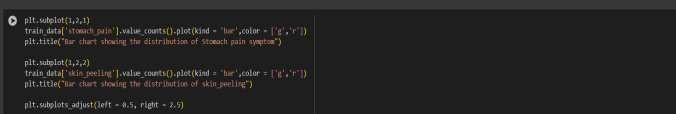 plt.subplot(1,2,1)
train_data['stomach_pain'].value_counts().plot(kind = 'bar',color = ['g','r'])
plt.title("Bar chart showing the distribution of Stomach pain symptom")
plt.subplot(1,2,2)
train_data['skin_peeling'].value_counts().plot(kind = 'bar',color = ['g','r'])
plt.title("Bar chart showing the distribution of skin_peeling")
plt.subplots_adjust(left = 0.5, right = 2.5)